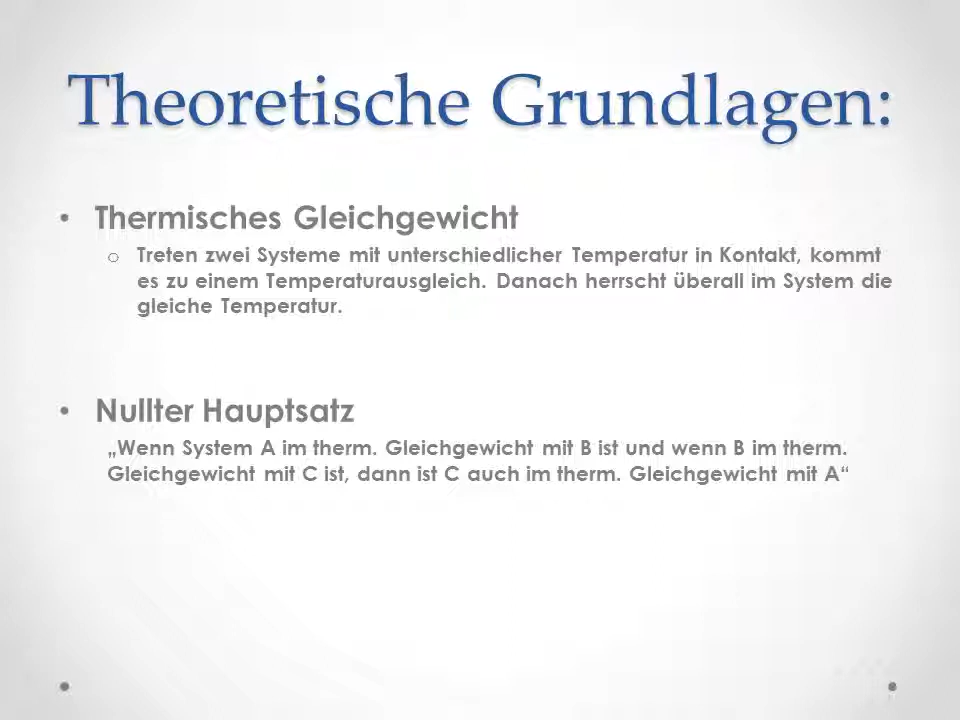 Theoretische Grundlagen:
• Thermisches Gleichgewicht
o Treten zwei Systeme mit unterschiedlicher Temperatur in Kontakt, kommt
es zu einem Temperaturausgleich. Danach herrscht überall im System die
gleiche Temperatur.
• Nullter Hauptsatz
„Wenn System A im therm. Gleichgewicht mit B ist und wenn B im therm.
Gleichgewicht mit C ist, dann ist C auch im therm. Gleichgewicht mit A“